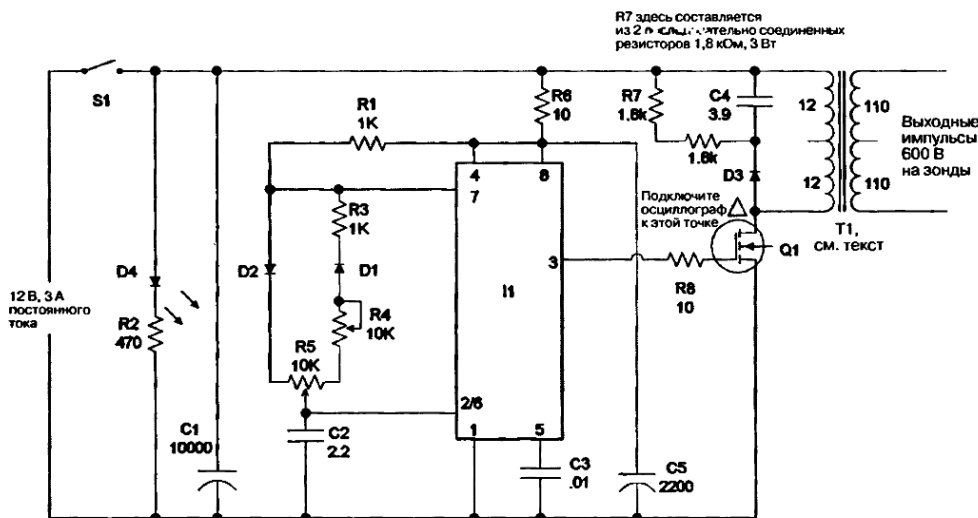 R7 здесь составляется
из 2 последовательно соединенных
резисторов 1,8 кОм, 3 Вт
S1
R1
1K
R6
10
R7
1.8k
1.8k
C4
3.9
12
110
12
110
Выходные
импульсы
600 В
на зонды
4
8
7
D3
Подключите
осциллограф
к этой точке
T1,
см. текст
R3
1K
D2
D1
3
I1
Q1
D4
12 В, 3 А
постоянного
тока
R2
470
R4
10K
R8
10
R5
10K
2/6
C1
10000
C2
2.2
1
5
C3
.01
C5
2200